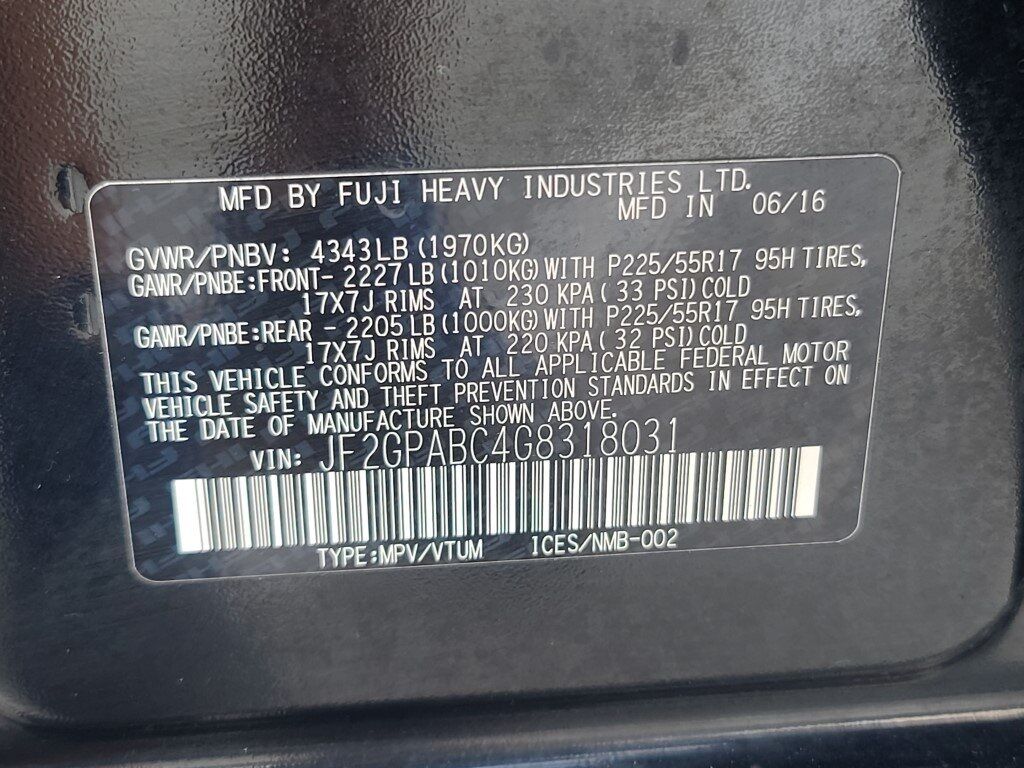 MFD BY FUJI HEAVY INDUSTRIES LTD.
MFD IN 06/16
GVWR/PNBV: 4343LB (1970KG)
GAWR/PNBE:FRONT- 2227LB(1010KG)WITH P225/55R17 95H TIRES,
17X7J RIMS AT 230 KPA( 33 PSI)COLD
GAWR/PNBE:REAR - 2205LB(1000KG)WITH P225/55R17 95H TIRES,
17X7J RIMS AT 220 KPA( 32 PSI)COLD
THIS VEHICLE CONFORMS TO ALL APPLICABLE FEDERAL MOTOR
VEHICLE SAFETY AND THEFT PREVENTION STANDARDS IN EFFECT ON
THE DATE OF MANUFACTURE SHOWN ABOVE.
VIN: JF2GPABC4G8318031
TYPE:MPV/VTUM ICES/NMB-002